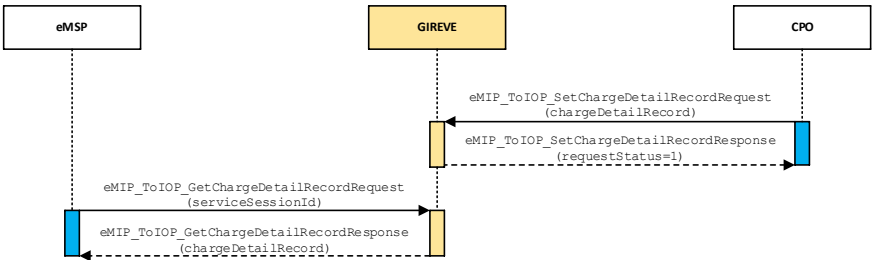 eMSP
GIREVE
CPO
eMIP_ToIOP_SetChargeDetailRecordRequest
(chargeDetailRecord)
eMIP_ToIOP_SetChargeDetailRecordResponse
(requestStatus=1)
eMIP_ToIOP_GetChargeDetailRecordRequest
(serviceSessionId)
eMIP_ToIOP_GetChargeDetailRecordResponse
(chargeDetailRecord)